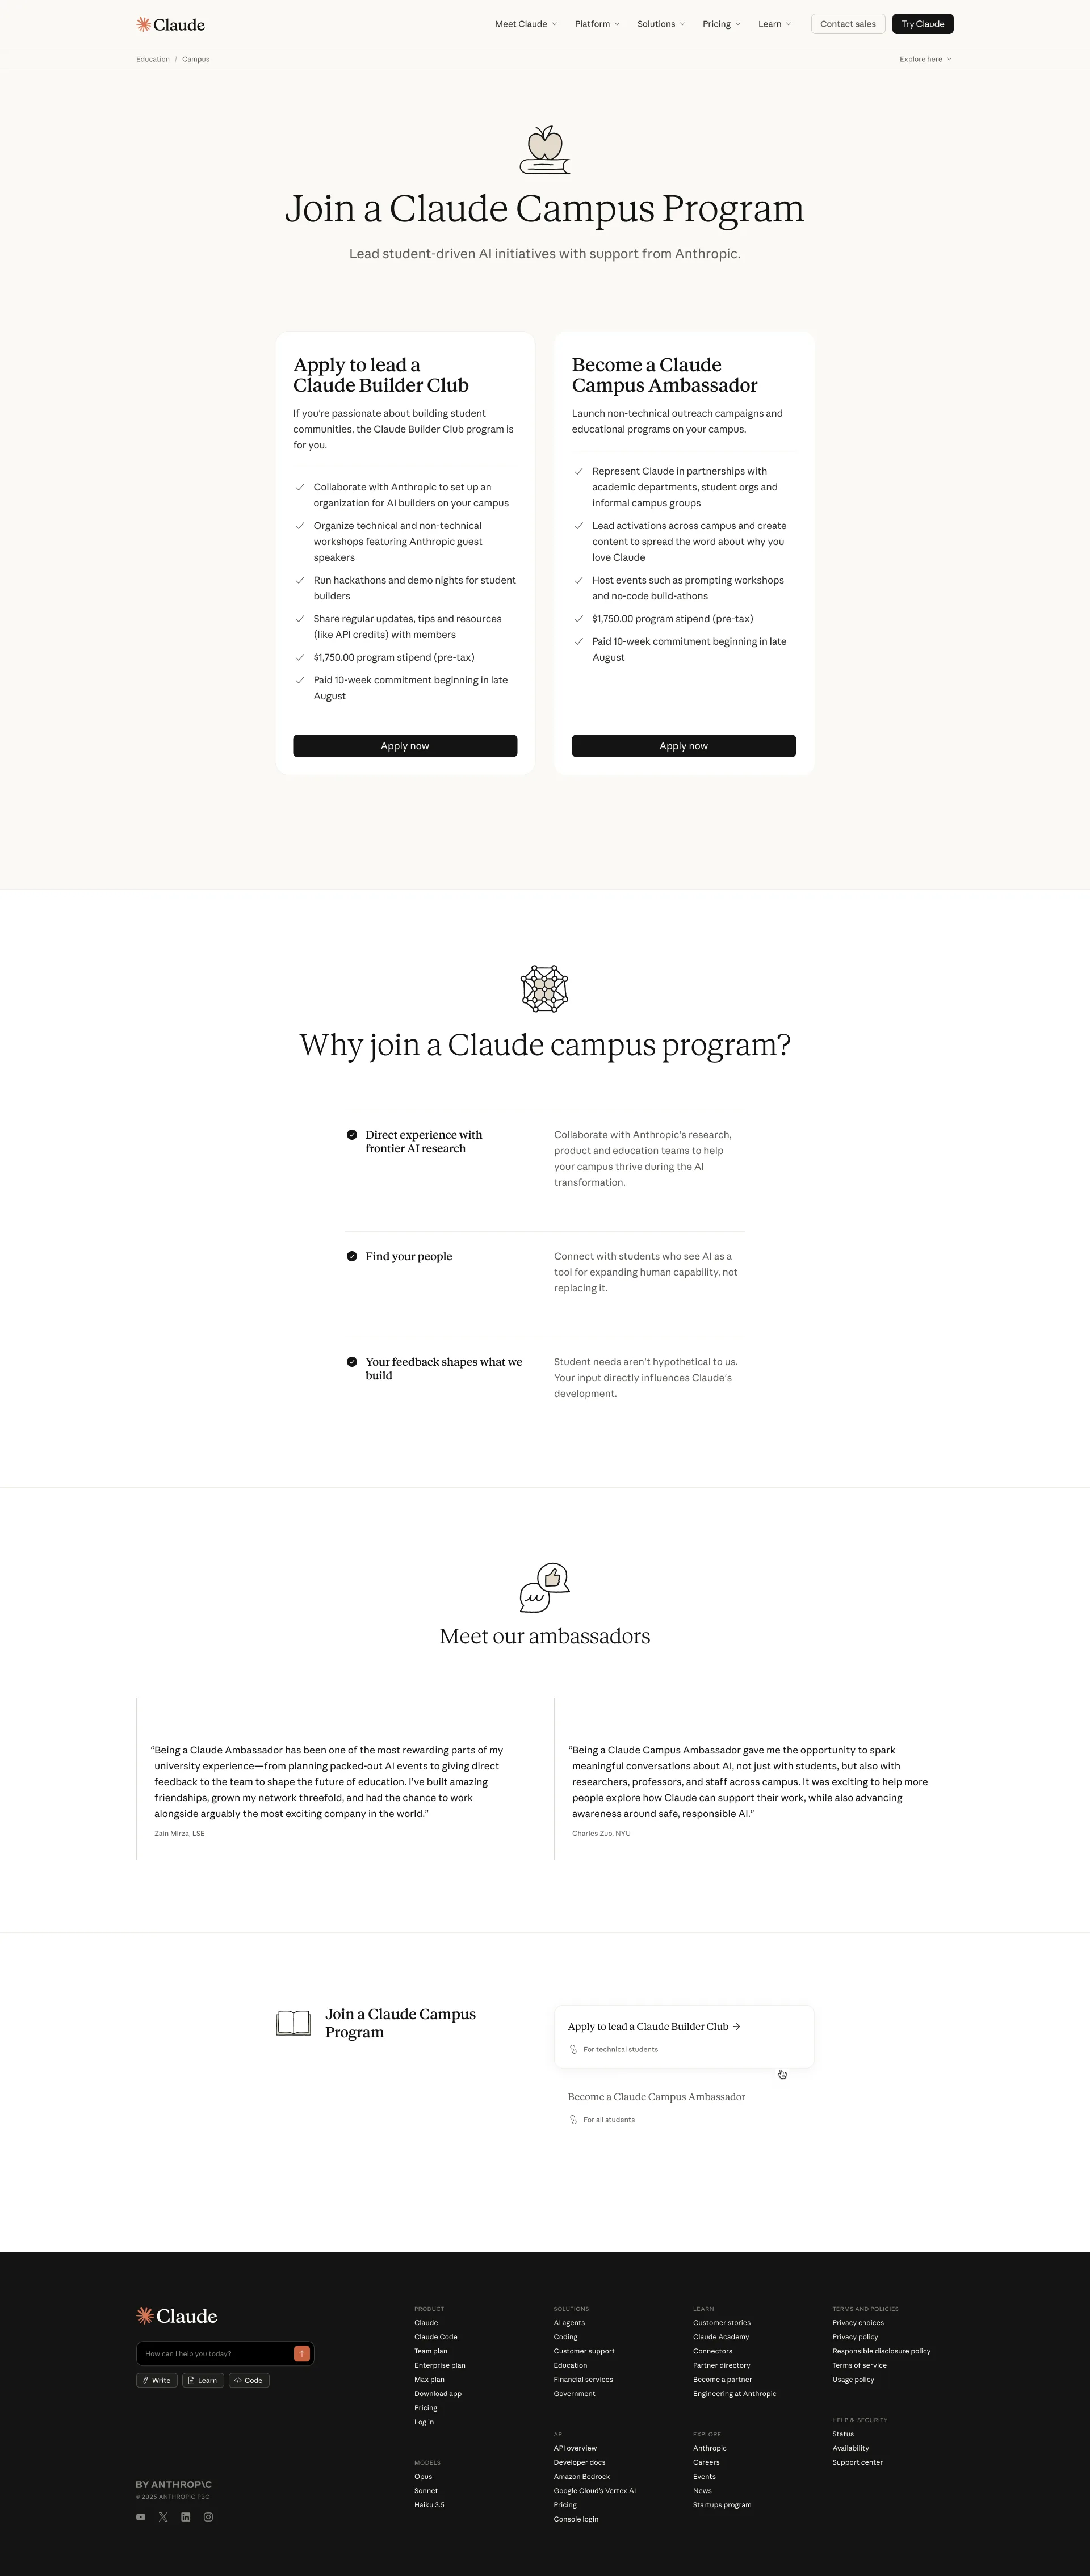 Claude
Meet Claude
Platform
Solutions
Pricing
Learn
Contact sales
Try Claude
Education / Campus
Explore here
Join a Claude Campus Program
Lead student-driven AI initiatives with support from Anthropic.
Apply to lead a
Claude Builder Club
If you're passionate about building student
communities, the Claude Builder Club program is
for you.
Collaborate with Anthropic to set up an
organization for AI builders on your campus
Organize technical and non-technical
workshops featuring Anthropic guest
speakers
Run hackathons and demo nights for student
builders
Share regular updates, tips and resources
(like API credits) with members
$1,750.00 program stipend (pre-tax)
Paid 10-week commitment beginning in late
August
Apply now
Become a Claude
Campus Ambassador
Launch non-technical outreach campaigns and
educational programs on your campus.
Represent Claude in partnerships with
academic departments, student orgs and
informal campus groups
Lead activations across campus and create
content to spread the word about why you
love Claude
Host events such as prompting workshops
and no-code build-athons
$1,750.00 program stipend (pre-tax)
Paid 10-week commitment beginning in late
August
Apply now
Why join a Claude campus program?
Direct experience with
frontier AI research
Collaborate with Anthropic's research,
product and education teams to help
your campus thrive during the AI
transformation.
Find your people
Connect with students who see AI as a
tool for expanding human capability, not
replacing it.
Your feedback shapes what we
build
Student needs aren't hypothetical to us.
Your input directly influences Claude's
development.
Meet our ambassadors
“Being a Claude Ambassador has been one of the most rewarding parts of my
university experience—from planning packed-out AI events to giving direct
feedback to the team to shape the future of education. I've built amazing
friendships, grown my network threefold, and had the chance to work
alongside arguably the most exciting company in the world.”
Zain Mirza, LSE
“Being a Claude Campus Ambassador gave me the opportunity to spark
meaningful conversations about AI, not just with students, but also with
researchers, professors, and staff across campus. It was exciting to help more
people explore how Claude can support their work, while also advancing
awareness around safe, responsible AI.”
Charles Zuo, NYU
Join a Claude Campus
Program
Apply to lead a Claude Builder Club →
For technical students
Become a Claude Campus Ambassador
For all students
Claude
How can I help you today?
Write
Learn
Code
BY ANTHROP\C
© 2025 ANTHROPIC PBC
PRODUCT
Claude
Claude Code
Team plan
Enterprise plan
Max plan
Download app
Pricing
Log in
MODELS
Opus
Sonnet
Haiku 3.5
SOLUTIONS
AI agents
Coding
Customer support
Education
Financial services
Government
API
API overview
Developer docs
Amazon Bedrock
Google Cloud's Vertex AI
Pricing
Console login
LEARN
Customer stories
Claude Academy
Connectors
Partner directory
Become a partner
Engineering at Anthropic
EXPLORE
Anthropic
Careers
Events
News
Startups program
TERMS AND POLICIES
Privacy choices
Privacy policy
Responsible disclosure policy
Terms of service
Usage policy
HELP & SECURITY
Status
Availability
Support center